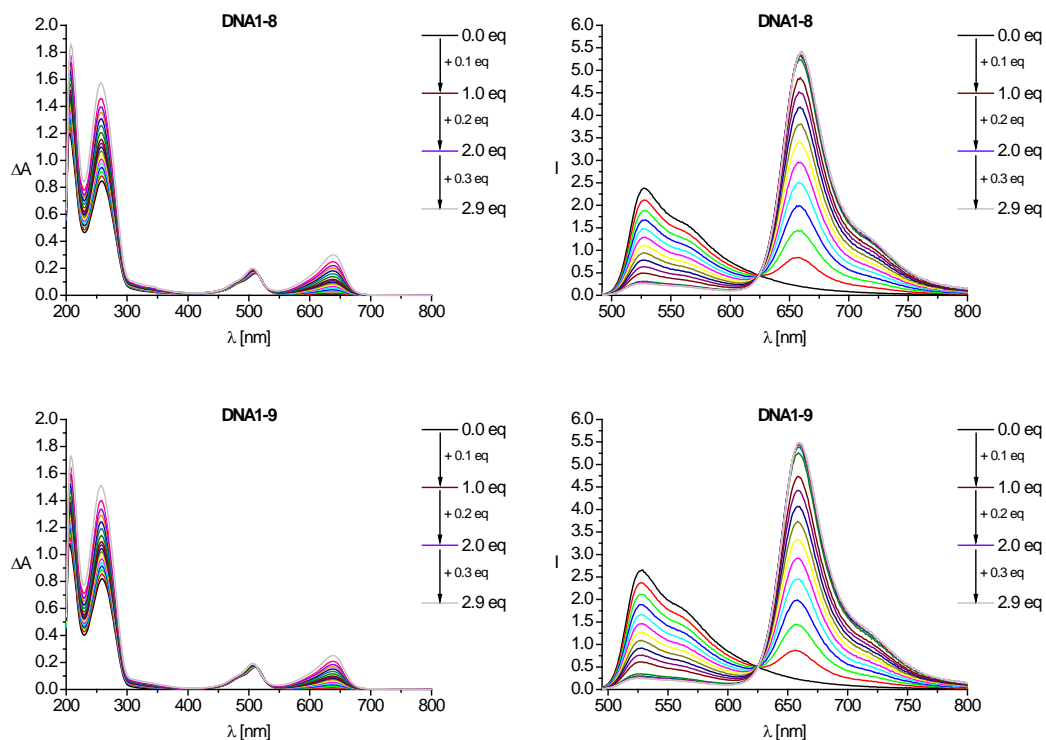 DNA1-8
2.0
1.8
1.6
1.4
1.2
1.0
0.8
0.6
0.4
0.2
0.0
ΔA
200 300 400 500 600 700 800
λ [nm]
0.0 eq
+ 0.1 eq
1.0 eq
+ 0.2 eq
2.0 eq
+ 0.3 eq
2.9 eq
DNA1-8
6.0
5.5
5.0
4.5
4.0
3.5
3.0
2.5
2.0
1.5
1.0
0.5
0.0
I
500 550 600 650 700 750 800
λ [nm]
0.0 eq
+ 0.1 eq
1.0 eq
+ 0.2 eq
2.0 eq
+ 0.3 eq
2.9 eq
DNA1-9
2.0
1.8
1.6
1.4
1.2
1.0
0.8
0.6
0.4
0.2
0.0
ΔA
200 300 400 500 600 700 800
λ [nm]
0.0 eq
+ 0.1 eq
1.0 eq
+ 0.2 eq
2.0 eq
+ 0.3 eq
2.9 eq
DNA1-9
6.0
5.5
5.0
4.5
4.0
3.5
3.0
2.5
2.0
1.5
1.0
0.5
0.0
I
500 550 600 650 700 750 800
λ [nm]
0.0 eq
+ 0.1 eq
1.0 eq
+ 0.2 eq
2.0 eq
+ 0.3 eq
2.9 eq